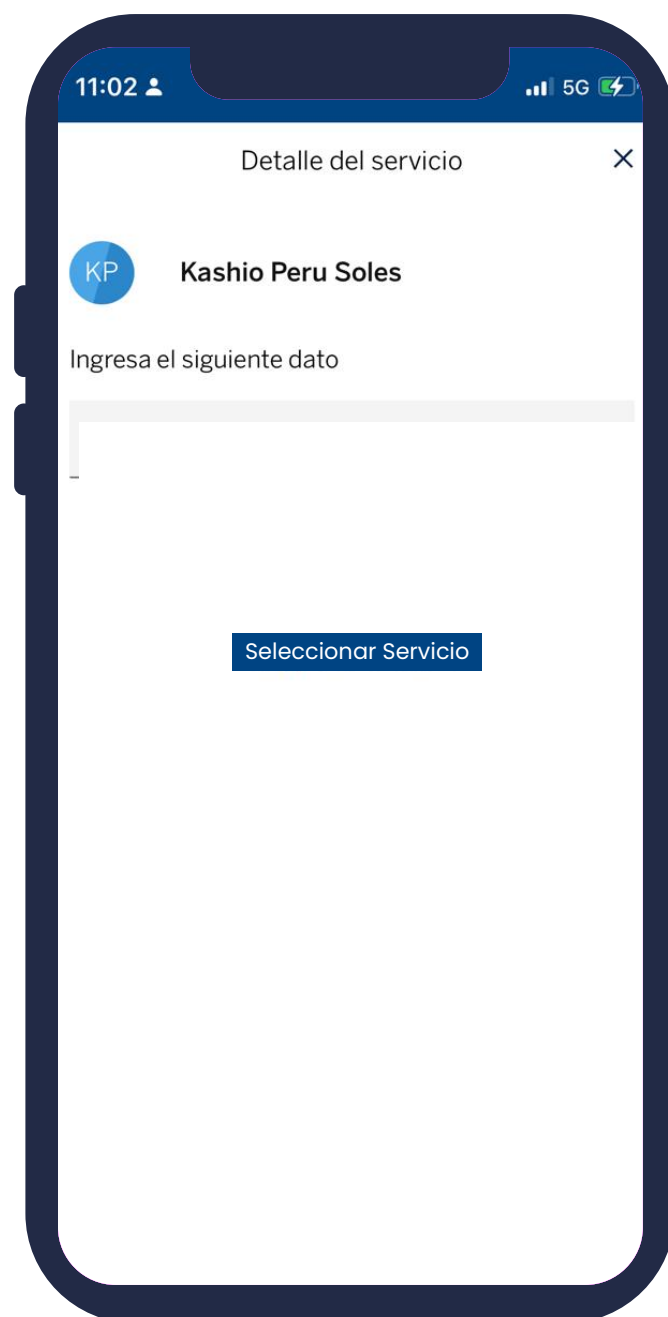 11:02
5G
Detalle del servicio
KP
Kashio Peru Soles
Ingresa el siguiente dato
Seleccionar Servicio